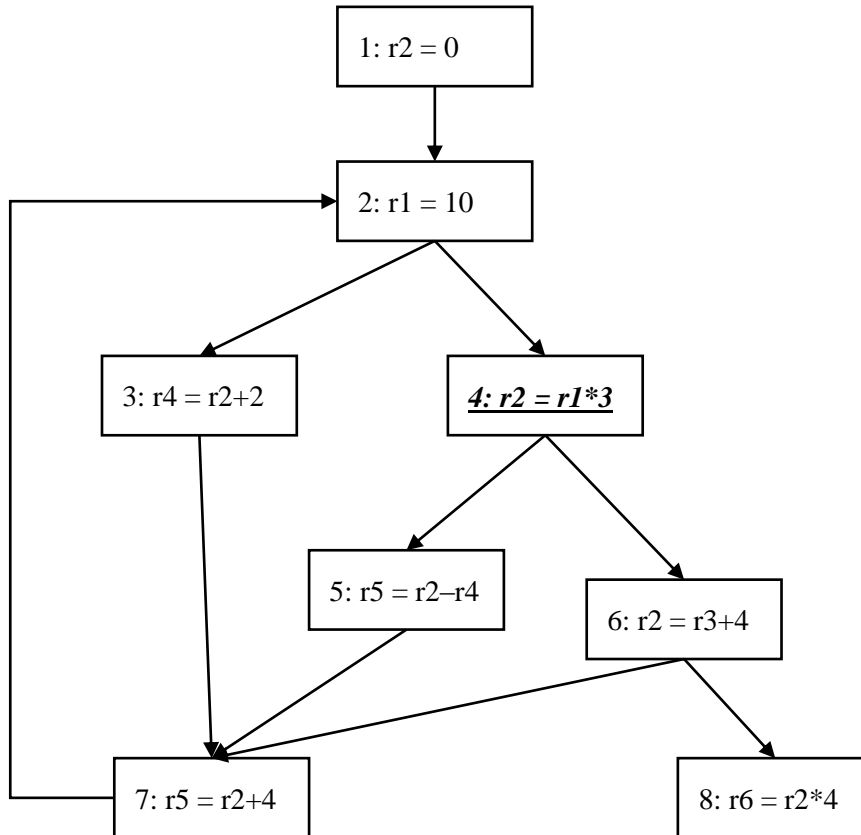 1: r2 = 0
2: r1 = 10
3: r4 = r2+2
4: r2 = r1*3
5: r5 = r2–r4
6: r2 = r3+4
7: r5 = r2+4
8: r6 = r2*4